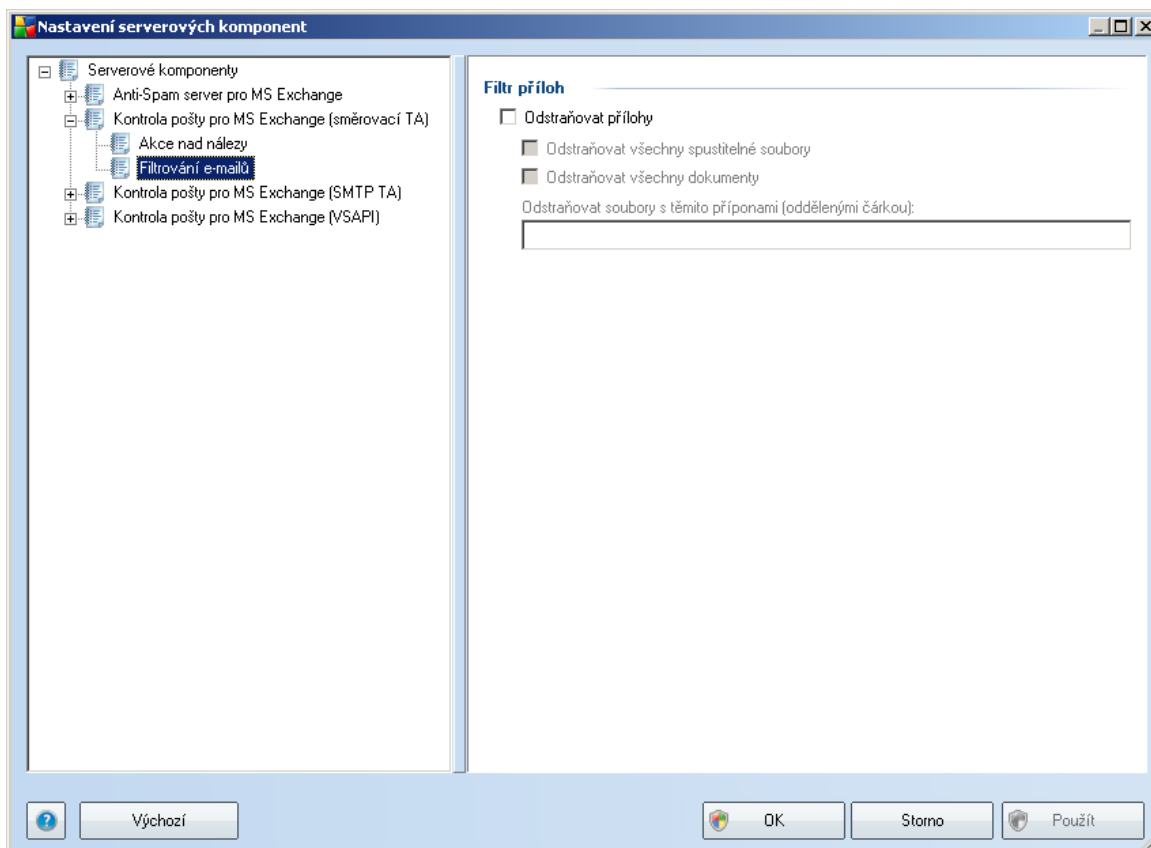 Nastavení serverových komponent
Serverové komponenty
Anti-Spam server pro MS Exchange
Kontrola pošty pro MS Exchange (směrovací TA)
Akce nad nálezy
Filtrování e-mailů
Kontrola pošty pro MS Exchange (SMTP TA)
Kontrola pošty pro MS Exchange (VSAPI)
Filtr příloh
Odstraňovat přílohy
Odstraňovat všechny spustitelné soubory
Odstraňovat všechny dokumenty
Odstraňovat soubory s těmito příponami (oddělenými čárkou):
Výchozí
OK
Storno
Použít